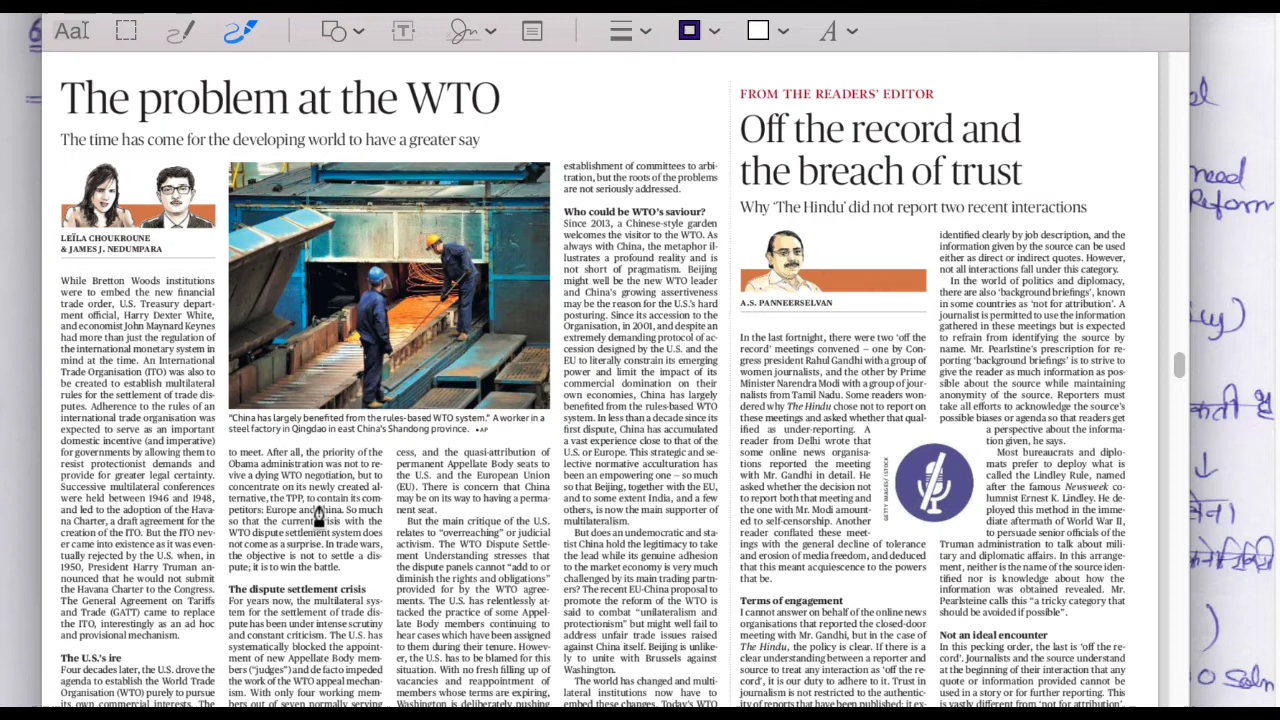 The problem at the WTO
The time has come for the developing world to have a greater say
LEÏLA CHOUKROUNE
& JAMES J. NEDUMPARA
While Bretton Woods institutions
were to embed the new financial
trade order, U.S. Treasury depart-
ment official, Harry Dexter White,
and economist John Maynard Keynes
had more than just the regulation of
the international monetary system in
mind at the time. An International
Trade Organisation (ITO) was also to
be created to establish multilateral
rules for the settlement of trade dis-
putes. Adherence to the rules of an
international trade organisation was
expected to serve as an important
domestic incentive (and imperative)
for governments by allowing them to
resist protectionist demands and
provide for greater legal certainty.
Successive multilateral conferences
were held between 1946 and 1948,
and led to the adoption of the Hava-
na Charter, a draft agreement for the
creation of the ITO. But the ITO nev-
er came into existence as it was even-
tually rejected by the U.S. when, in
1950, President Harry Truman an-
nounced that he would not submit
the Havana Charter to the Congress.
The General Agreement on Tariffs
and Trade (GATT) came to replace
the ITO, interestingly as an ad hoc
and provisional mechanism.
The U.S.'s ire
Four decades later, the U.S. drove the
agenda to establish the World Trade
Organisation (WTO) purely to pursue
its own commercial interests. The
"China has largely benefited from the rules-based WTO system." A worker in a
steel factory in Qingdao in east China's Shandong province. • AP
to meet. After all, the priority of the
Obama administration was not to re-
vive a dying WTO negotiation, but to
concentrate on its newly created al-
ternative, the TPP, to contain its com-
petitors: Europe and China. So much
so that the current crisis with the
WTO dispute settlement system does
not come as a surprise. In trade wars,
the objective is not to settle a dis-
pute; it is to win the battle.
The dispute settlement crisis
For years now, the multilateral sys-
tem for the settlement of trade dis-
pute has been under intense scrutiny
and constant criticism. The U.S. has
systematically blocked the appoint-
ment of new Appellate Body mem-
bers ("judges") and de facto impeded
the work of the WTO appeal mechan-
ism. With only four working mem-
bers out of seven normally serving
cess, and the quasi-attribution of
permanent Appellate Body seats to
the U.S. and the European Union
(EU). There is concern that China
may be on its way to having a perma-
nent seat.
But the main critique of the U.S.
relates to "overreaching" or judicial
activism. The WTO Dispute Settle-
ment Understanding stresses that
the dispute panels cannot "add to or
diminish the rights and obligations"
provided for by the WTO agree-
ments. The U.S. has relentlessly at-
tacked the practice of some Appel-
late Body members continuing to
hear cases which have been assigned
to them during their tenure. Howev-
er, the U.S. has to be blamed for this
situation. With no fresh filling up of
vacancies and reappointment of
members whose terms are expiring,
Washington is deliberately pushing
establishment of committees to arbi-
tration, but the roots of the problems
are not seriously addressed.
Who could be WTO's saviour?
Since 2013, a Chinese-style garden
welcomes the visitor to the WTO. As
always with China, the metaphor il-
lustrates a profound reality and is
not short of pragmatism. Beijing
might well be the new WTO leader
and China's growing assertiveness
may be the reason for the U.S.'s hard
posturing. Since its accession to the
Organisation, in 2001, and despite an
extremely demanding protocol of ac-
cession designed by the U.S. and the
EU to literally constrain its emerging
power and limit the impact of its
commercial domination on their
own economies, China has largely
benefited from the rules-based WTO
system. In less than a decade since its
first dispute, China has accumulated
a vast experience close to that of the
U.S. or Europe. This strategic and se-
lective normative acculturation has
been an empowering one – so much
so that Beijing, together with the EU,
and to some extent India, and a few
others, is now the main supporter of
multilateralism.
But does an undemocratic and sta-
tist China hold the legitimacy to take
the lead while its genuine adhesion
to the market economy is very much
challenged by its main trading partn-
ers? The recent EU-China proposal to
promote the reform of the WTO is
said to combat "unilateralism and
protectionism" but might well fail to
address unfair trade issues raised
against China itself. Beijing is unlike-
ly to unite with Brussels against
Washington.
The world has changed and multi-
lateral institutions now have to
embed these changes. Today's WTO
FROM THE READERS' EDITOR
Off the record and
the breach of trust
Why 'The Hindu' did not report two recent interactions
A.S. PANNEERSELVAN
In the last fortnight, there were two 'off the
record' meetings convened – one by Con-
gress president Rahul Gandhi with a group of
women journalists, and the other by Prime
Minister Narendra Modi with a group of jour-
nalists from Tamil Nadu. Some readers won-
dered why The Hindu chose not to report on
these meetings and asked whether that qual-
ified as under-reporting. A
reader from Delhi wrote that
some online news organisa-
tions reported the meeting
with Mr. Gandhi in detail. He
asked whether the decision not
to report both that meeting and
the one with Mr. Modi amount-
ed to self-censorship. Another
reader conflated these meet-
ings with the general decline of tolerance
and erosion of media freedom, and deduced
that this meant acquiescence to the powers
that be.
Terms of engagement
I cannot answer on behalf of the online news
organisations that reported the closed-door
meeting with Mr. Gandhi, but in the case of
The Hindu, the policy is clear. If there is a
clear understanding between a reporter and
source to treat any interaction as 'off the re-
cord', it is our duty to adhere to it. Trust in
journalism is not restricted to the authentic-
ity of reports that have been published; it ex-
GETTY IMAGES/ISTOCK
identified clearly by job description, and the
information given by the source can be used
either as direct or indirect quotes. However,
not all interactions fall under this category.
In the world of politics and diplomacy,
there are also 'background briefings', known
in some countries as 'not for attribution'. A
journalist is permitted to use the information
gathered in these meetings but is expected
to refrain from identifying the source by
name. Mr. Pearlstine's prescription for re-
porting 'background briefings' is to strive to
give the reader as much information as pos-
sible about the source while maintaining
anonymity of the source. Reporters must
take all efforts to acknowledge the source's
possible biases or agenda so that readers get
a perspective about the informa-
tion given, he says.
Most bureaucrats and diplo-
mats prefer to deploy what is
called the Lindley Rule, named
after the famous Newsweek co-
lumnist Ernest K. Lindley. He de-
ployed this method in the imme-
diate aftermath of World War II,
to persuade senior officials of the
Truman administration to talk about mili-
tary and diplomatic affairs. In this arrange-
ment, neither is the name of the source iden-
tified nor is knowledge about how the
information was obtained revealed. Mr.
Pearlstine calls this "a tricky category that
should be avoided if possible".
Not an ideal encounter
In this pecking order, the last is 'off the re-
cord'. Journalists and the source understand
at the beginning of their interaction that any
quote or information provided cannot be
used in a story or for further reporting. This
is vastly different from 'not for attribution'.
need
Reform